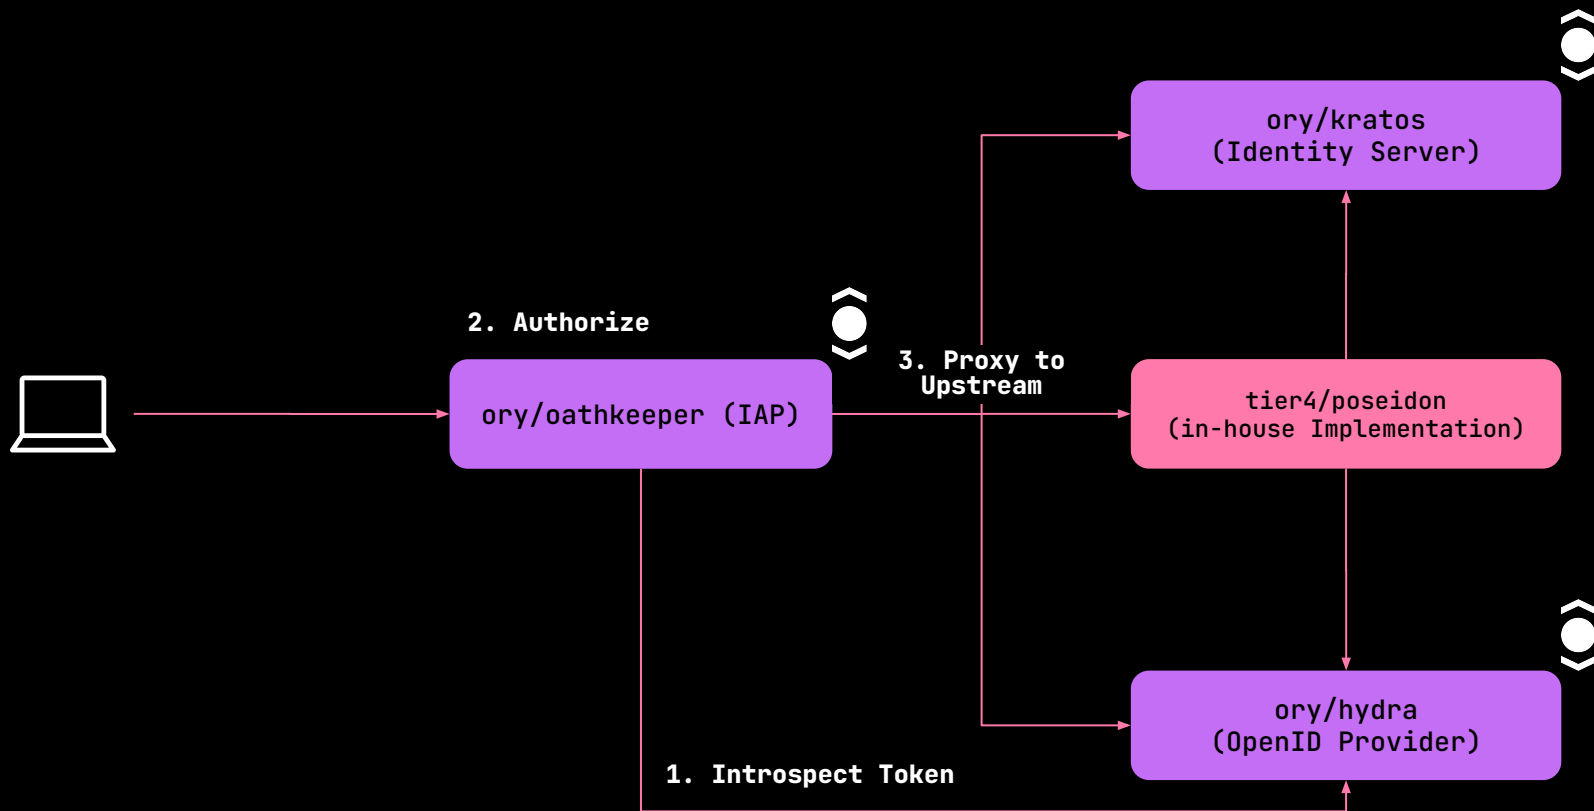 ory/kratos
(Identity Server)
2. Authorize
ory/oathkeeper (IAP)
3. Proxy to
Upstream
tier4/poseidon
(in-house Implementation)
ory/hydra
(OpenID Provider)
1. Introspect Token